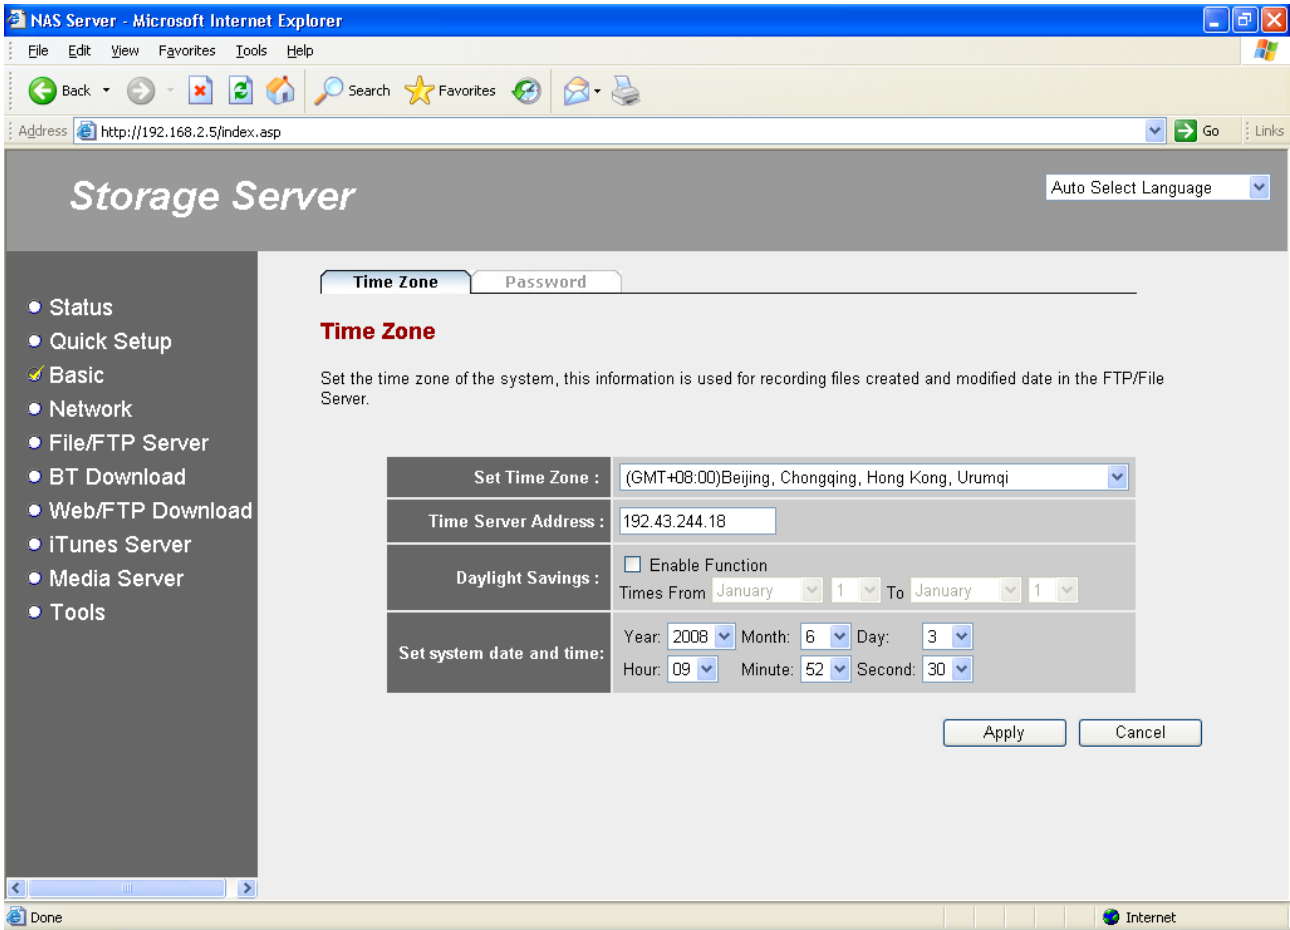 NAS Server - Microsoft Internet Explorer
File Edit View Favorites Tools Help
Back Search Favorites
Address http://192.168.2.5/index.asp Go Links
Storage Server
Auto Select Language
Status
Quick Setup
Basic
Network
File/FTP Server
BT Download
Web/FTP Download
iTunes Server
Media Server
Tools
Time Zone Password
Time Zone
Set the time zone of the system, this information is used for recording files created and modified date in the FTP/File
Server.
Set Time Zone : (GMT+08:00)Beijing, Chongqing, Hong Kong, Urumqi
Time Server Address : 192.43.244.18
Daylight Savings : Enable Function
Times From January 1 To January 1
Set system date and time: Year: 2008 Month: 6 Day: 3
Hour: 09 Minute: 52 Second: 30
Apply Cancel
Done Internet